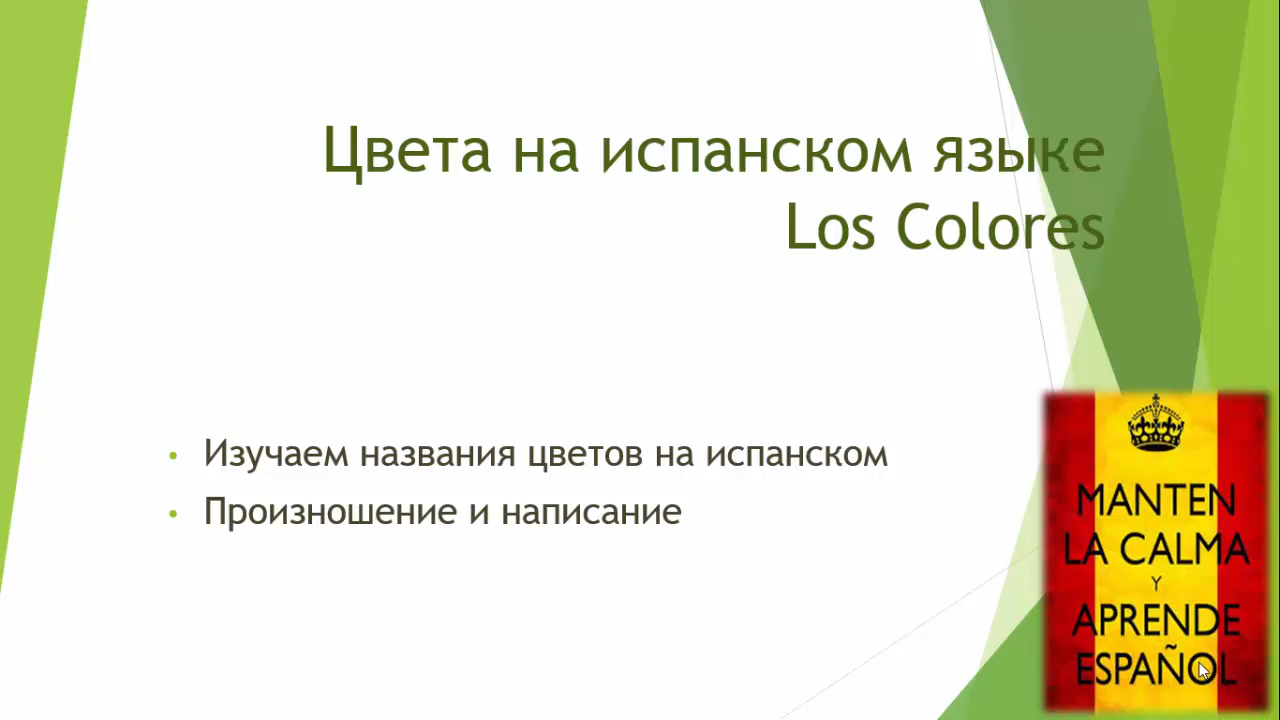 Цвета на испанском языке
Los Colores
• Изучаем названия цветов на испанском
• Произношение и написание
MANTEN
LA CALMA
Y
APRENDE
ESPAÑOL